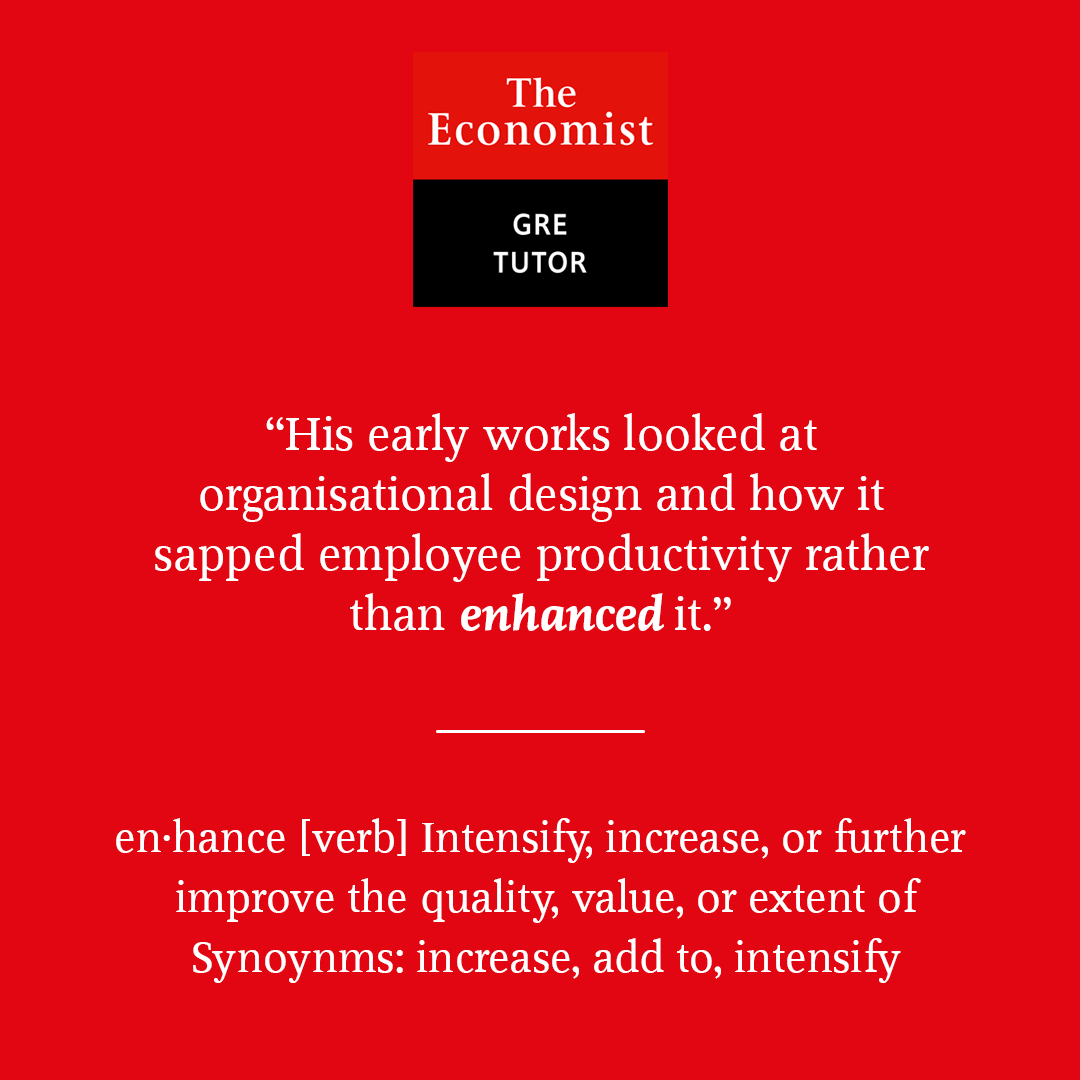 The
Economist
GRE
TUTOR
“His early works looked at
organisational design and how it
sapped employee productivity rather
than enhanced it.”
en·hance [verb] Intensify, increase, or further
improve the quality, value, or extent of
Synoynms: increase, add to, intensify